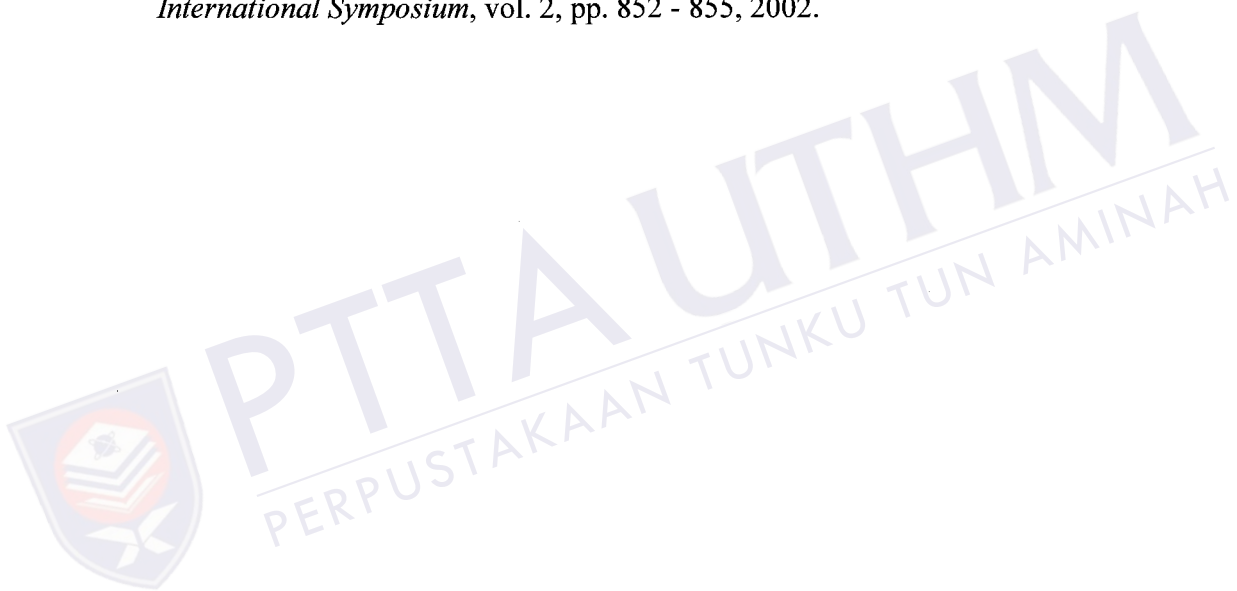 International Symposium, vol. 2, pp. 852 - 855, 2002.
PTTA UTHM
PERPUSTAKAAN TUNKU TUN AMINAH